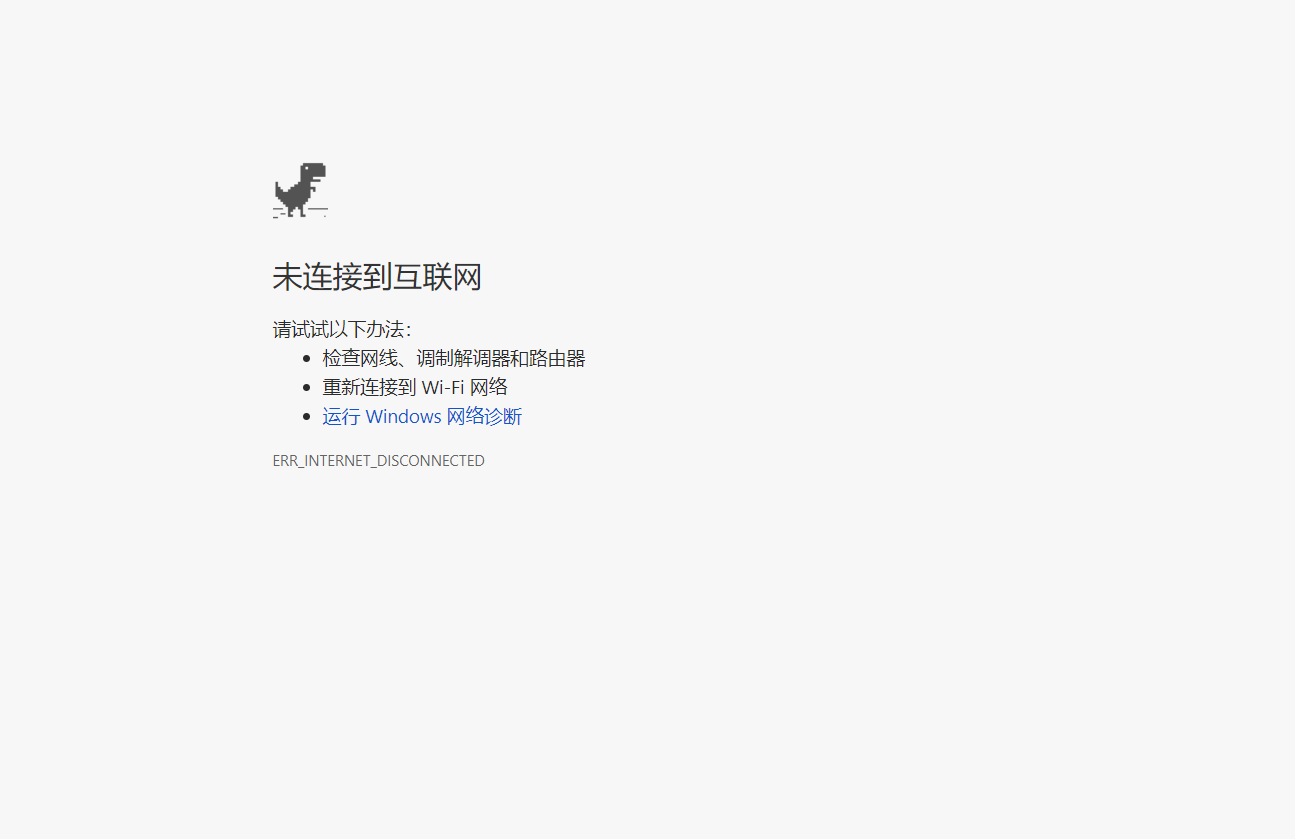 未连接到互联网
请试试以下办法：
检查网线、调制解调器和路由器
重新连接到 Wi-Fi 网络
运行 Windows 网络诊断
ERR_INTERNET_DISCONNECTED